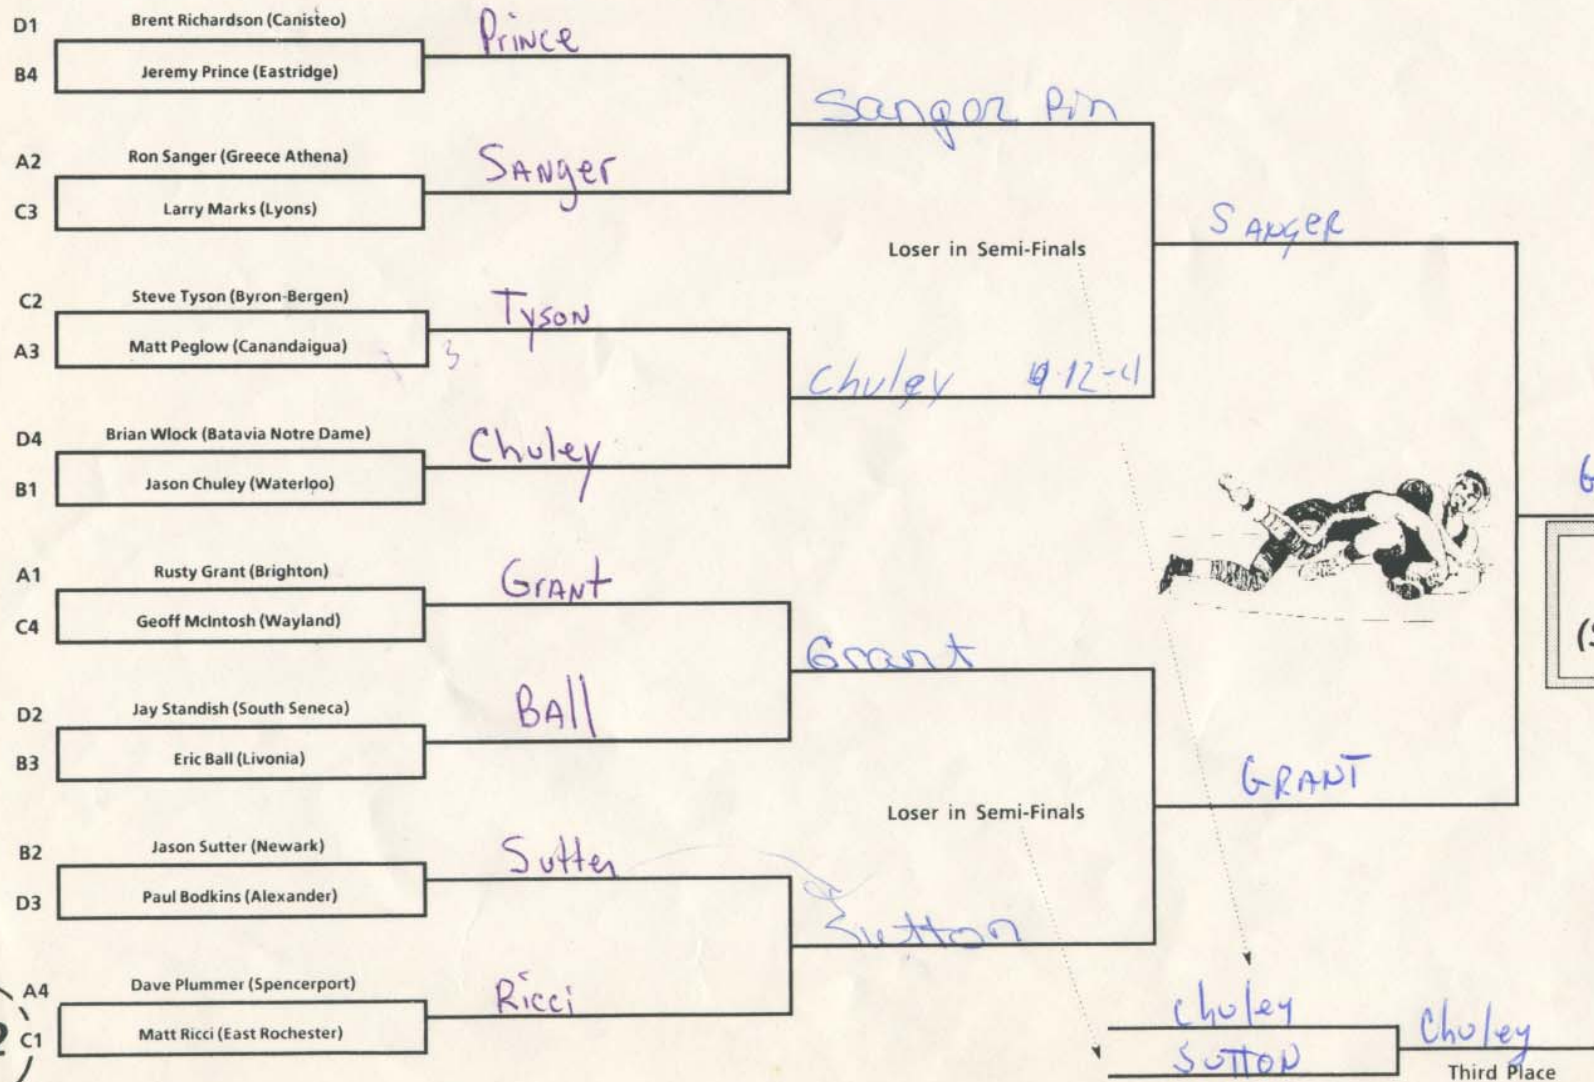 D1 Brent Richardson (Canisteo)
B4 Jeremy Prince (Eastridge)
Prince
A2 Ron Sanger (Greece Athena)
C3 Larry Marks (Lyons)
Sanger
Sangor Pin
C2 Steve Tyson (Byron-Bergen)
A3 Matt Peglow (Canandaigua)
3
Tyson
D4 Brian Wlock (Batavia Notre Dame)
B1 Jason Chuley (Waterloo)
Chuley
Chuley 12-4
Loser in Semi-Finals
SANGER
A1 Rusty Grant (Brighton)
C4 Geoff McIntosh (Wayland)
Grant
D2 Jay Standish (South Seneca)
B3 Eric Ball (Livonia)
Ball
Grant
B2 Jason Sutter (Newark)
D3 Paul Bodkins (Alexander)
Sutter
A4 Dave Plummer (Spencerport)
C1 Matt Ricci (East Rochester)
Ricci
Sutton
Loser in Semi-Finals
GRANT
G
(S
2
Chuley
SUTTON
Chuley
Third Place